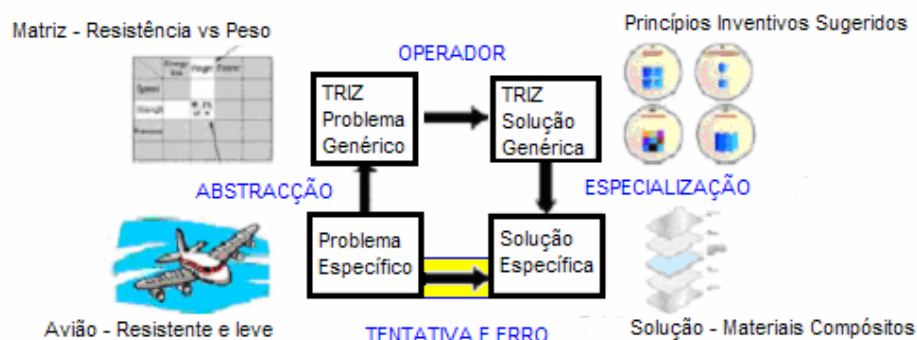 Matriz - Resistência vs Peso
Princípios Inventivos Sugeridos
OPERADOR
TRIZ
Problema
Genérico
TRIZ
Solução
Genérica
ABSTRACÇÃO
ESPECIALIZAÇÃO
Problema
Específico
Solução
Específica
Avião - Resistente e leve
TENTATIVA E ERRO
Solução - Materiais Compósitos